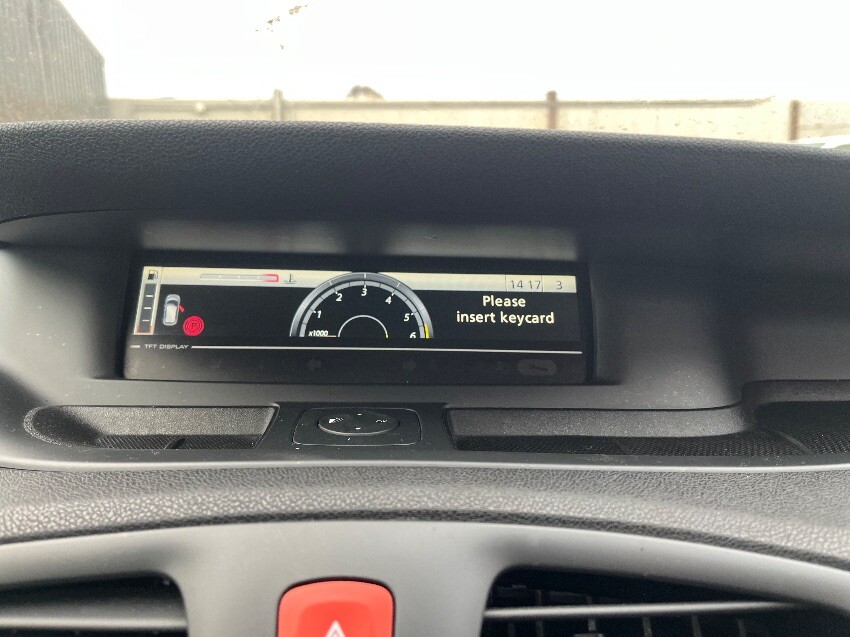 14 17 3
Please
insert keycard
1 2 3 4 5 6
x1000
P
TFT DISPLAY